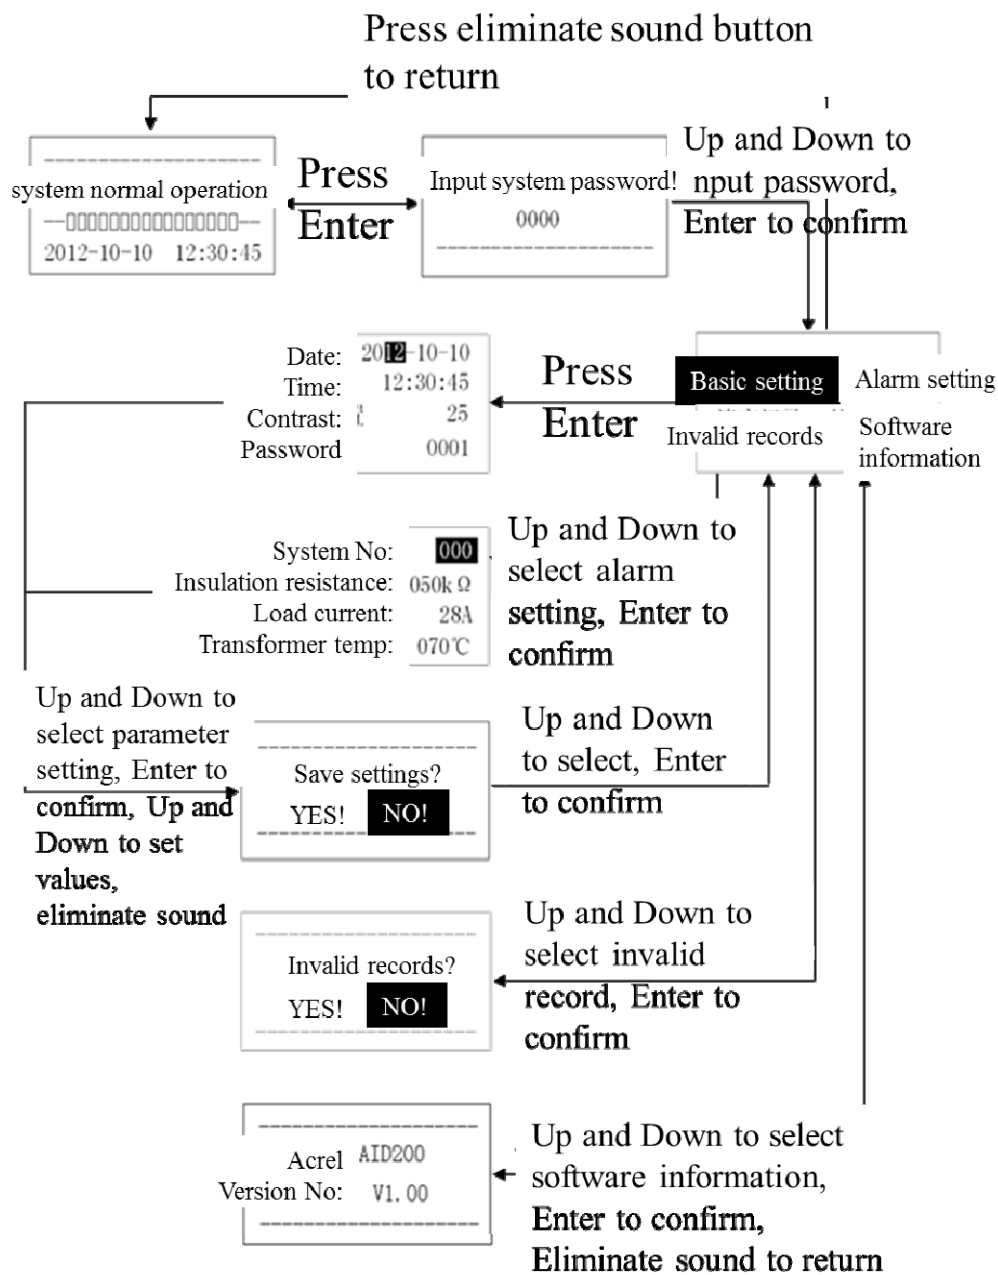 Press eliminate sound button
to return
system normal operation
2012-10-10 12:30:45
Press
Enter
Input system password!
0000
Up and Down to
nput password,
Enter to confirm
Date: 2012-10-10
Time: 12:30:45
Contrast: 25
Password 0001
Press
Enter
Basic setting Alarm setting
Invalid records Software
information
System No: 000
Insulation resistance: 050k Ω
Load current: 28A
Transformer temp: 070℃
Up and Down to
select alarm
setting, Enter to
confirm
Up and Down to
select parameter
setting, Enter to
confirm, Up and
Down to set
values,
eliminate sound
Save settings?
YES! NO!
Up and Down
to select, Enter
to confirm
Invalid records?
YES! NO!
Up and Down to
select invalid
record, Enter to
confirm
Acrel AID200
Version No: V1.00
Up and Down to select
software information,
Enter to confirm,
Eliminate sound to return